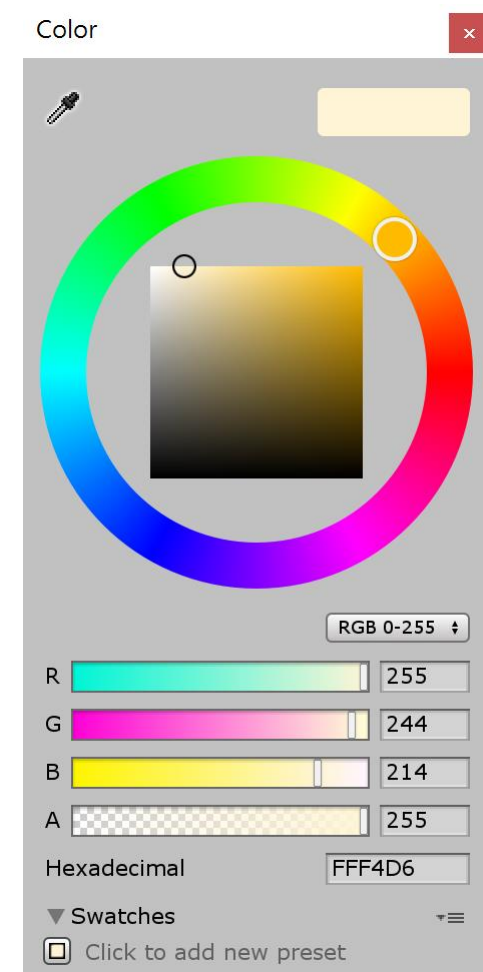 Color
RGB 0-255
R 255
G 244
B 214
A 255
Hexadecimal FFF4D6
Swatches
Click to add new preset